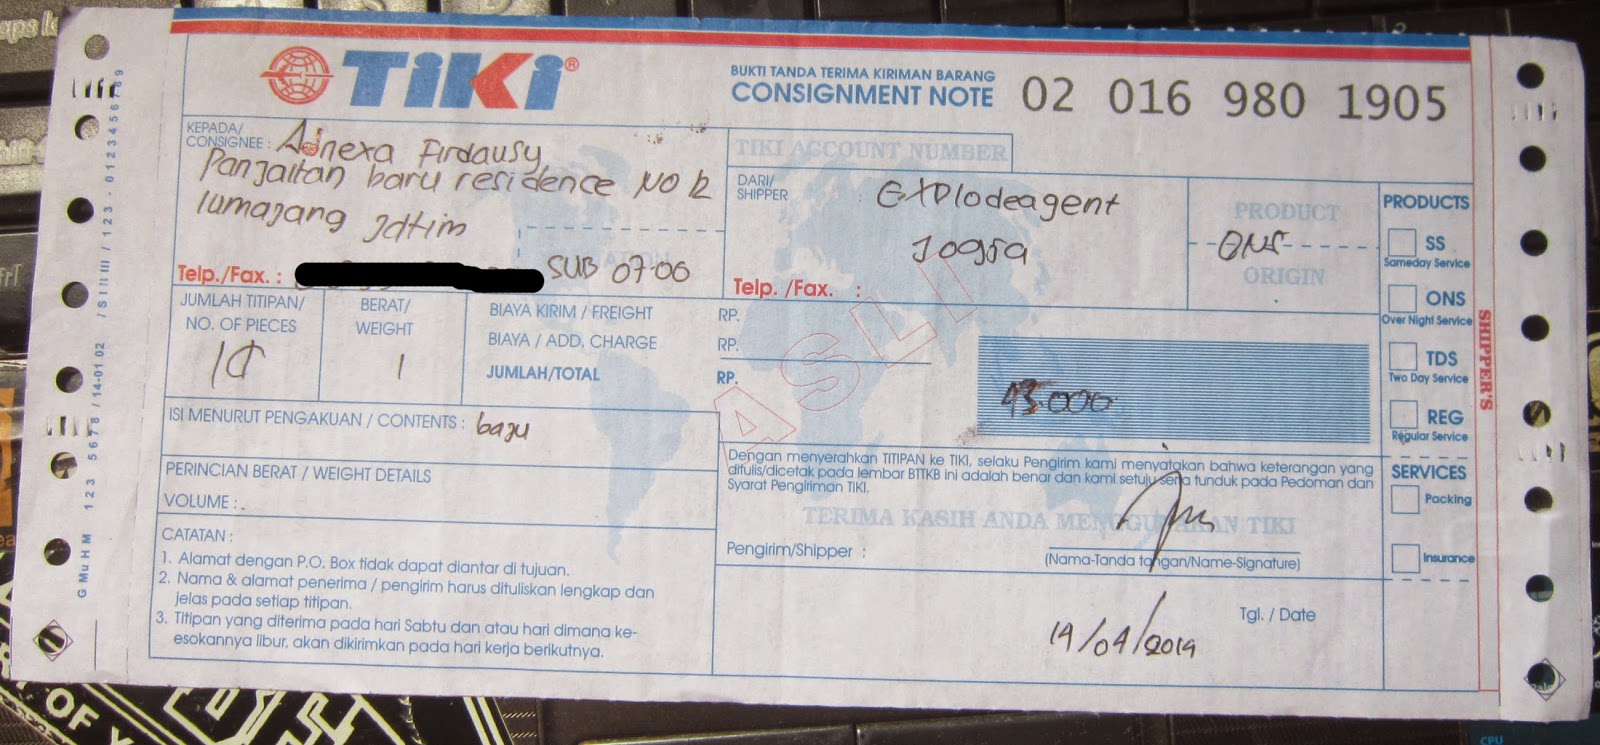 TIKI®
BUKTI TANDA TERIMA KIRIMAN BARANG
CONSIGNMENT NOTE
02 016 980 1905
KEPADA/
CONSIGNEE : Adnexa Firdausy
Panjaitan baru residence NO 12
lumajang Jatim
Telp./Fax. :
SUB 07.00
TIKI ACCOUNT NUMBER
DARI/
SHIPPER : Explodeagent
Jogja
Telp. /Fax. :
PRODUCT
ONS
ORIGIN
JUMLAH TITIPAN/
NO. OF PIECES
BERAT/
WEIGHT
1
BIAYA KIRIM / FREIGHT RP.
BIAYA / ADD. CHARGE RP.
JUMLAH/TOTAL RP.
ASLI
ISI MENURUT PENGAKUAN / CONTENTS : baju
PERINCIAN BERAT / WEIGHT DETAILS
VOLUME : .
CATATAN :
1. Alamat dengan P.O. Box tidak dapat diantar di tujuan.
2. Nama & alamat penerima / pengirim harus dituliskan lengkap dan
jelas pada setiap titipan.
3. Titipan yang diterima pada hari Sabtu dan atau hari dimana ke-
esokannya libur, akan dikirimkan pada hari kerja berikutnya.
Dengan menyerahkan TITIPAN ke TIKI, selaku Pengirim kami menyatakan bahwa keterangan yang
ditulis/dicetak pada lembar BTTKB ini adalah benar dan kami setuju serta tunduk pada Pedoman dan
Syarat Pengiriman TIKI.
TERIMA KASIH ANDA MENGGUNAKAN TIKI
Pengirim/Shipper :
(Nama-Tanda tangan/Name-Signature)
Tgl. / Date
14/04/2014
PRODUCTS
SS
Sameday Service
ONS
Over Night Service
TDS
Two Day Service
REG
Regular Service
SERVICES
Packing
Insurance
SHIPPER'S
G Mu H M 123 5678 / 14-01 02 / S I II III / 123 - 0123456789
CPU